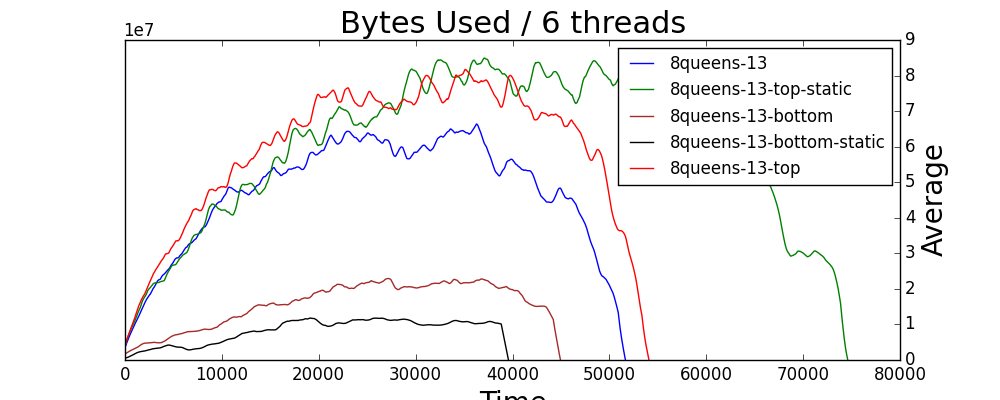 Bytes Used / 6 threads
1e7
9
8
7
6
5
4
3
2
1
0
Average
8queens-13
8queens-13-top-static
8queens-13-bottom
8queens-13-bottom-static
8queens-13-top
0 10000 20000 30000 40000 50000 60000 70000 80000
Time